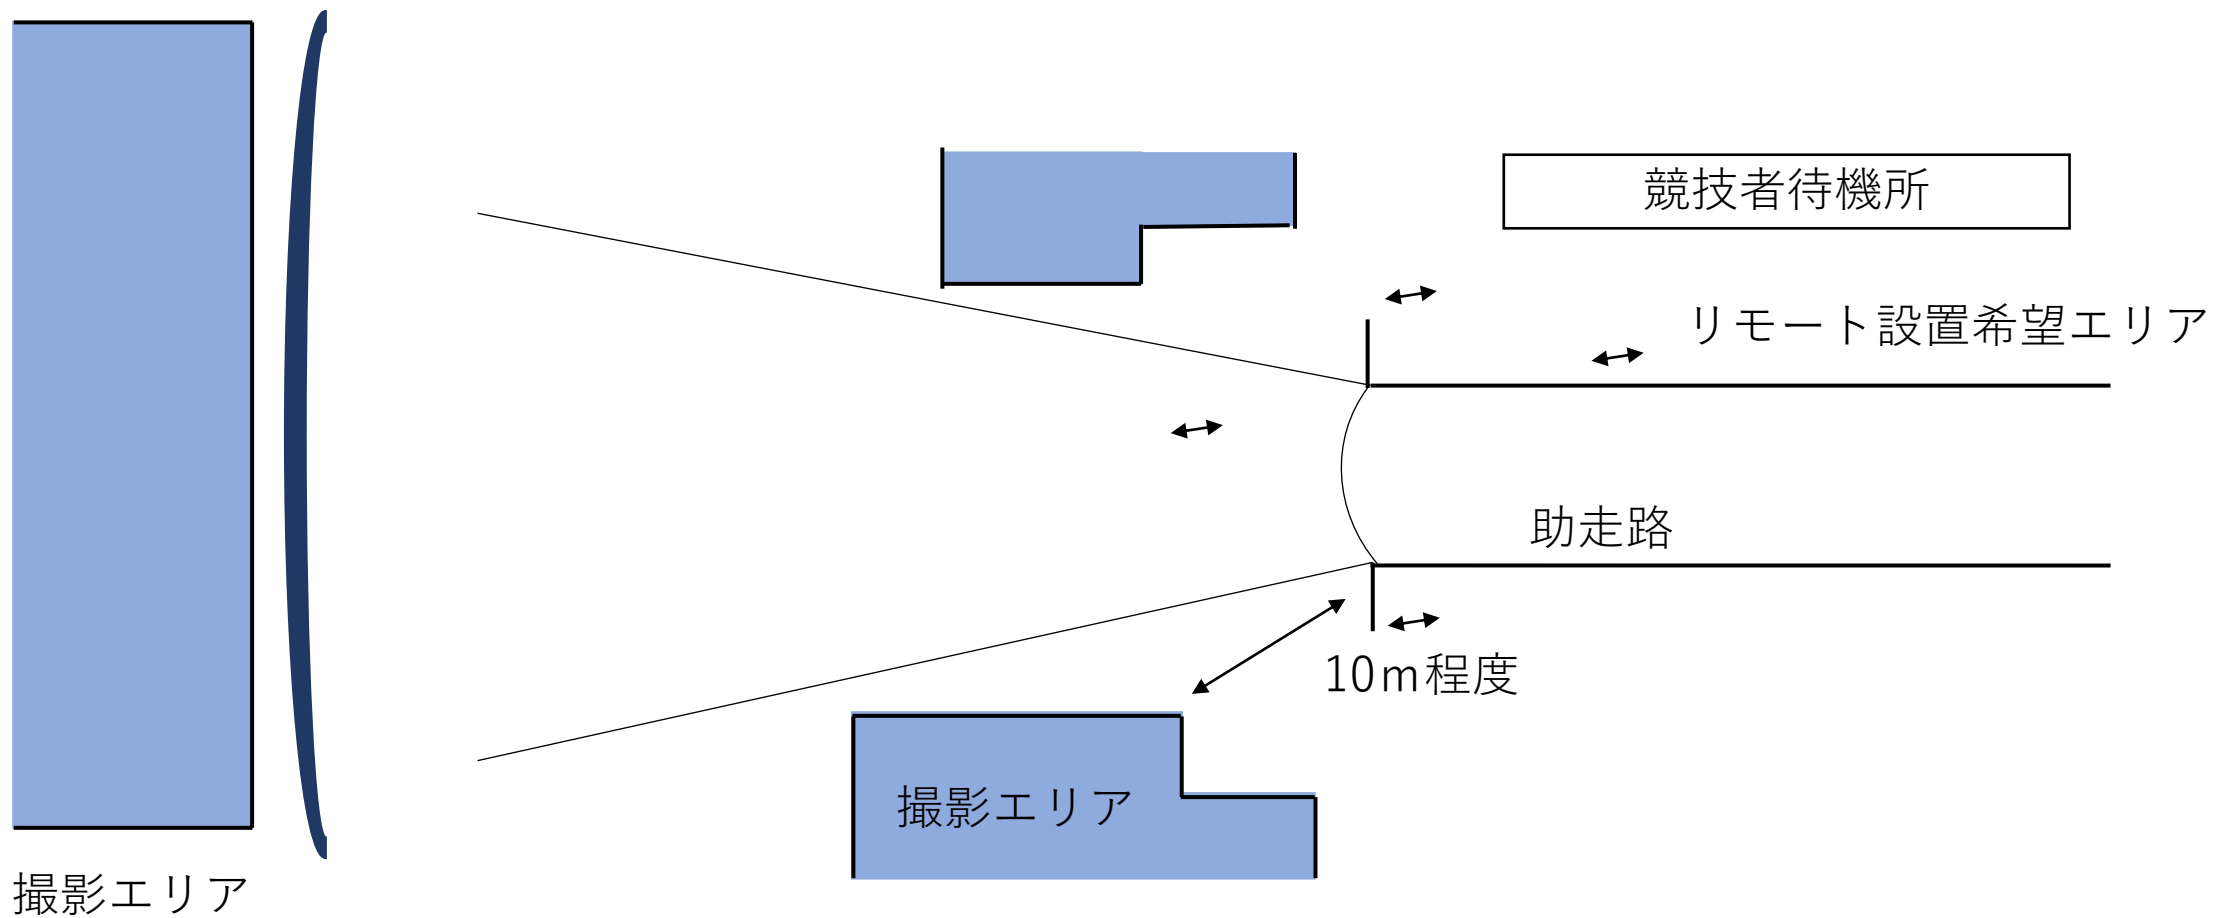 競技者待機所
リモート設置希望エリア
助走路
10m程度
撮影エリア
撮影エリア